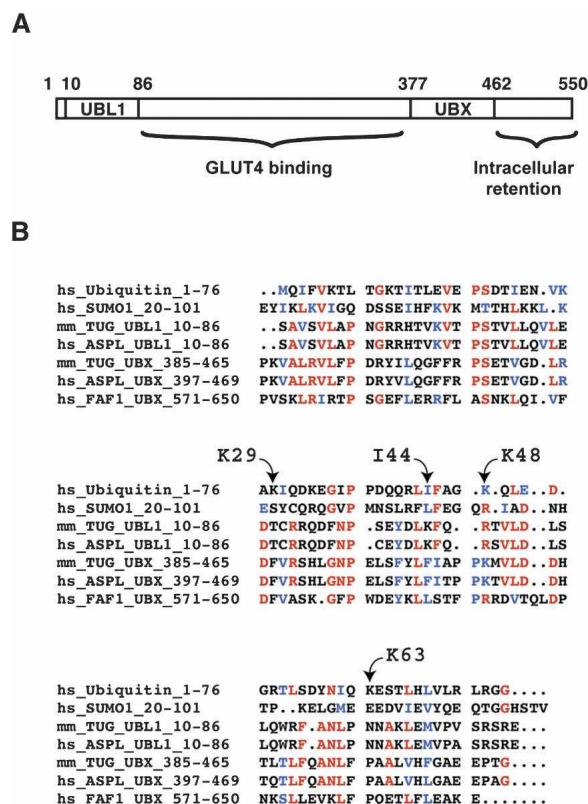 A
1 10 86 377 462 550
UBL1 UBX
GLUT4 binding Intracellular
retention
B
hs_Ubiquitin_1-76 ..MQIFVKTL TGKTITLEVE PSDTIEN.VK
hs_SUMO1_20-101 EYIKLKVIGQ DSSEIHFKVK MTTHLKKL.K
mm_TUG_UBL1_10-86 ..SAVSVLAP NGRRHTVKVT PSTVLLQVLE
hs_ASPL_UBL1_10-86 ..SAVSVLAP NGRRHTVKVT PSTVLLQVLE
mm_TUG_UBX_385-465 PKVALRVLFP DRYILQGFFR PSETVGD.LR
hs_ASPL_UBX_397-469 PKVALRVLFP DRYVLQGFFR PSETVGD.LR
hs_FAF1_UBX_571-650 PVSKLRIRTP SGEFLERRFL ASNKLQI.VF
K29 I44 K48
hs_Ubiquitin_1-76 AKIQDKEGIP PDQQRLIFAG .K.QLE..D.
hs_SUMO1_20-101 ESYCQRQGVP MNSLRFLFEG QR.IAD..NH
mm_TUG_UBL1_10-86 DTCRRQDFNP .SEYDLKFQ. .RTVLD..LS
hs_ASPL_UBL1_10-86 DTCRRQDFNP .CEYDLKFQ. .RSVLD..LS
mm_TUG_UBX_385-465 DFVRSHLGNP ELSFYLFIAP PKMVLD..DH
hs_ASPL_UBX_397-469 DFVRSHLGNP ELSFYLFITP PKTVLD..DH
hs_FAF1_UBX_571-650 DFVASK.GFP WDEYKLLSTF PRRDVTQLDP
K63
hs_Ubiquitin_1-76 GRTLSDYNIQ KESTLHLVLR LRGG....
hs_SUMO1_20-101 TP..KELGME EEDVIEVYQE QTGGHSTV
mm_TUG_UBL1_10-86 LQWRF.ANLP NNAKLEMVPV SRSRE...
hs_ASPL_UBL1_10-86 LQWRF.ANLP NNAKLEMVPA SRSRE...
mm_TUG_UBX_385-465 TLTLFQANLF PAALVHFGAE EPTG....
hs_ASPL_UBX_397-469 TQTLFQANLF PAALVHLGAE EPAG....
hs_FAF1_UBX_571-650 NKSLLEVKLF PQETLFLEAK E.......